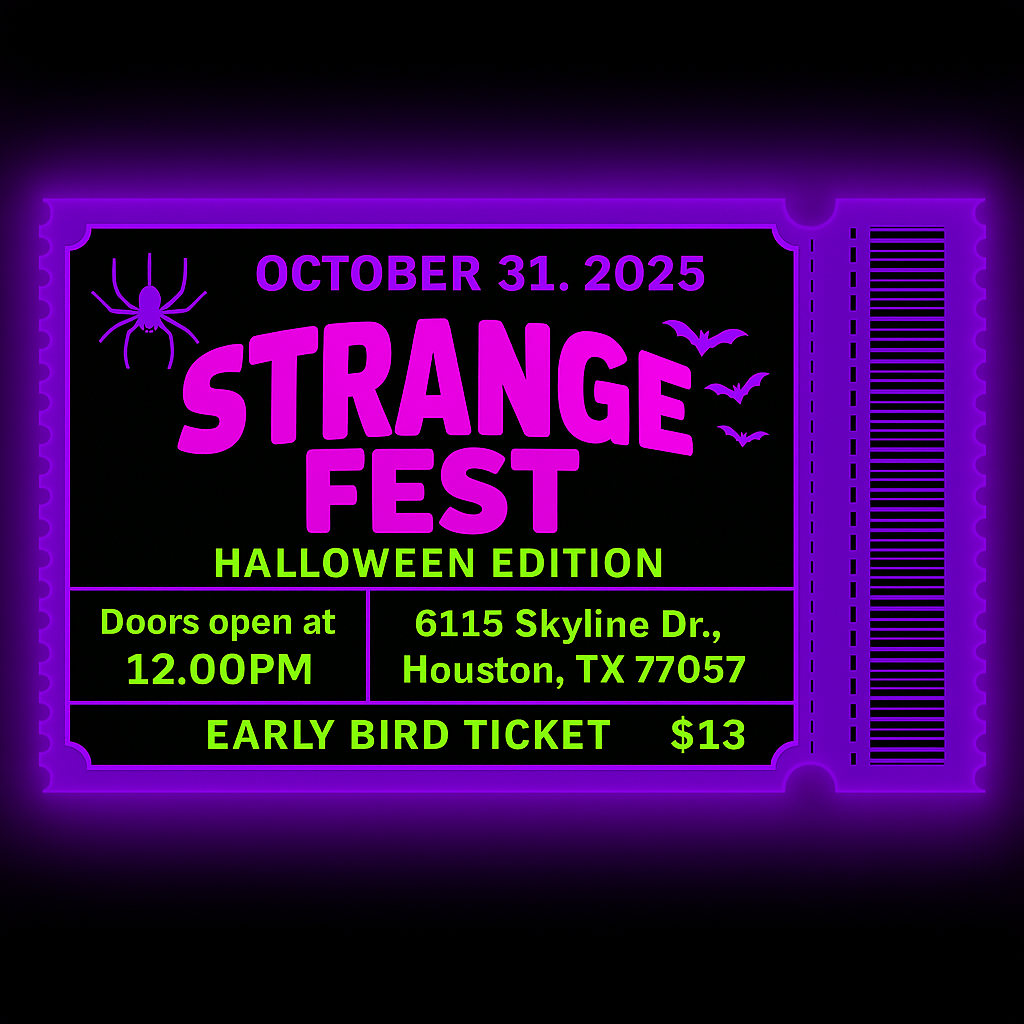 OCTOBER 31. 2025
STRANGE
FEST
HALLOWEEN EDITION
Doors open at
12.00PM
6115 Skyline Dr.,
Houston, TX 77057
EARLY BIRD TICKET $13